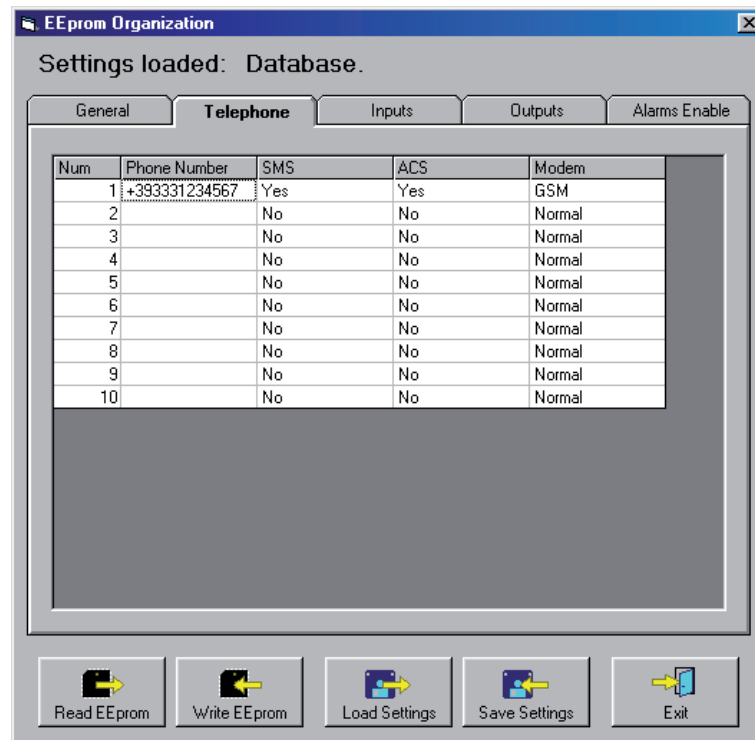 EEprom Organization
Settings loaded: Database.
General Telephone Inputs Outputs Alarms Enable
Num Phone Number SMS ACS Modem
1 +393331234567 Yes Yes GSM
2 No No Normal
3 No No Normal
4 No No Normal
5 No No Normal
6 No No Normal
7 No No Normal
8 No No Normal
9 No No Normal
10 No No Normal
Read EEprom Write EEprom Load Settings Save Settings Exit